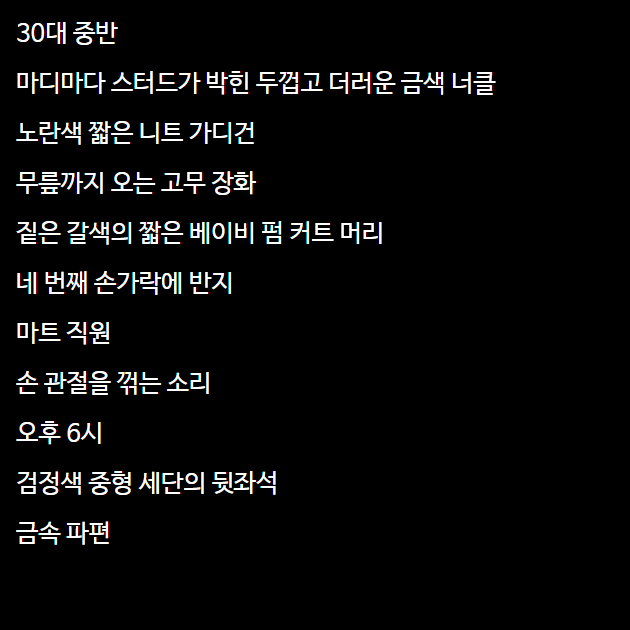 30대 중반
마디마다 스터드가 박힌 두껍고 더러운 금색 너클
노란색 짧은 니트 가디건
무릎까지 오는 고무 장화
짙은 갈색의 짧은 베이비 펌 커트 머리
네 번째 손가락에 반지
마트 직원
손 관절을 꺾는 소리
오후 6시
검정색 중형 세단의 뒷좌석
금속 파편